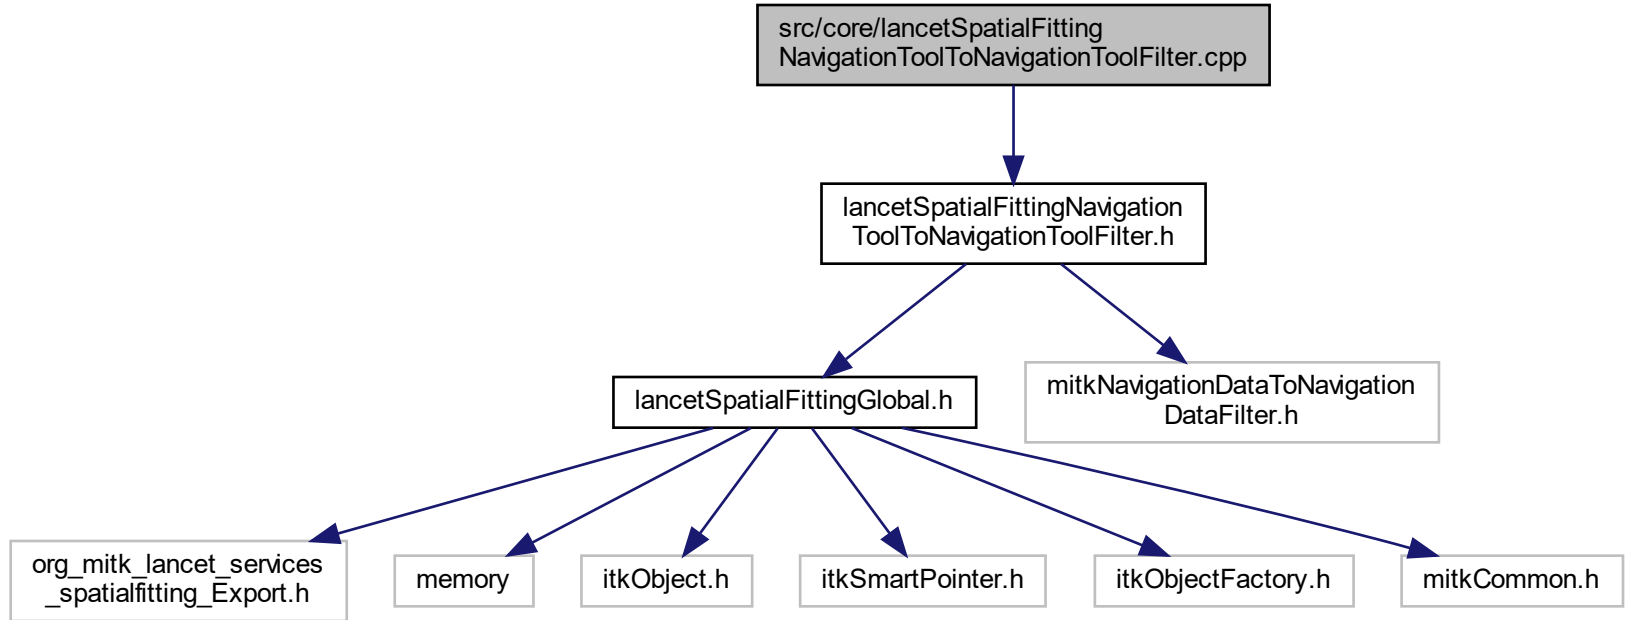 src/core/lancetSpatialFitting
NavigationToolToNavigationToolFilter.cpp
lancetSpatialFittingNavigation
ToolToNavigationToolFilter.h
lancetSpatialFittingGlobal.h
mitkNavigationDataToNavigation
DataFilter.h
org_mitk_lancet_services
_spatialfitting_Export.h
memory
itkObject.h
itkSmartPointer.h
itkObjectFactory.h
mitkCommon.h